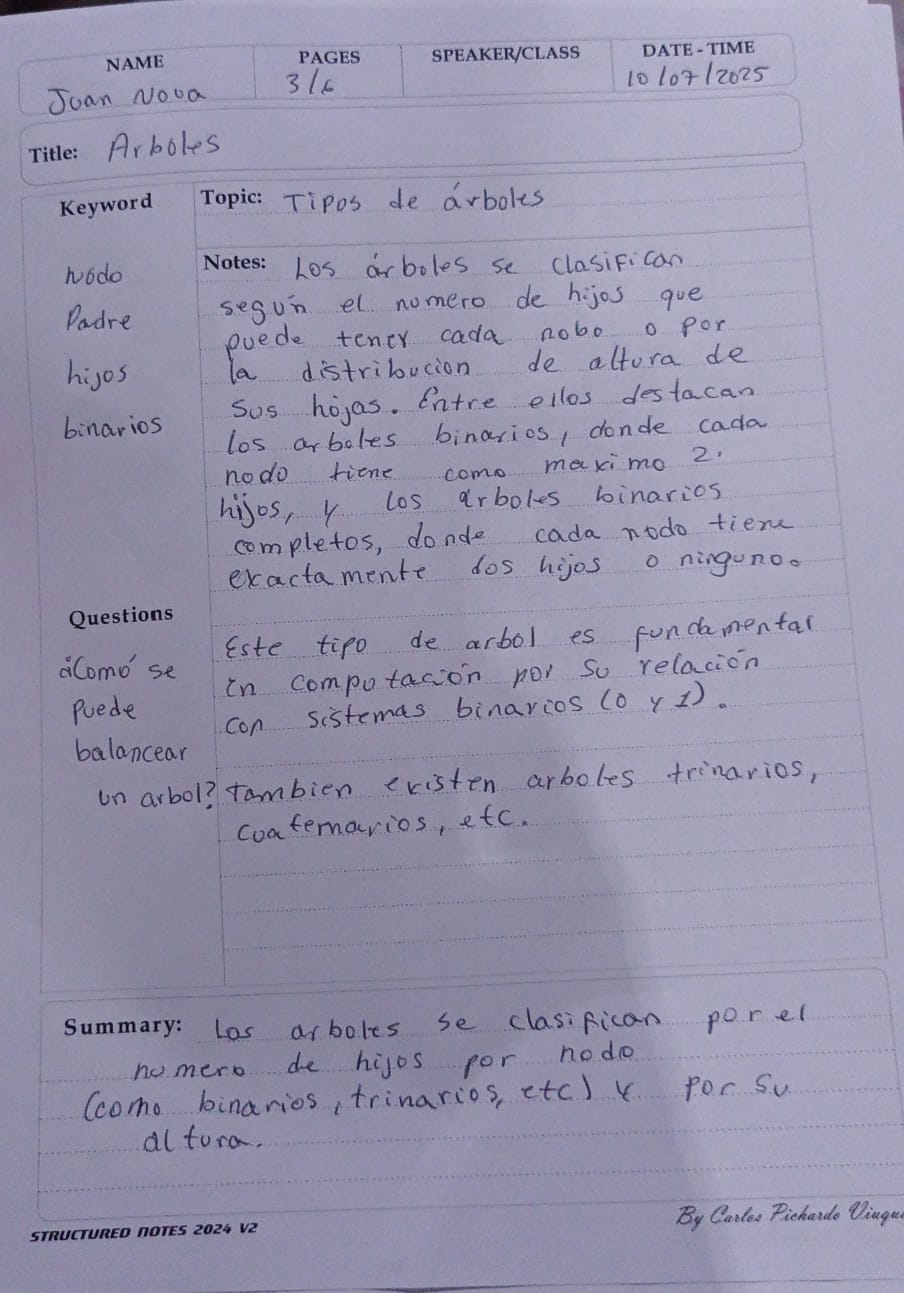 NAME PAGES SPEAKER/CLASS DATE - TIME
Juan Nova 3/6 10/07/2025
Title: Arboles
Keyword Topic: Tipos de árboles
Nodo
Padre
hijos
binarios
Notes: Los árboles se clasifican
según el numero de hijos que
puede tener cada nobo o por
la distribucion de altura de
sus hojas. Entre ellos destacan
los arboles binarios, donde cada
nodo tiene como maximo 2.
hijos, y los arboles binarios
completos, donde cada nodo tiene
exactamente dos hijos o ninguno.
Questions
¿Como se
puede
balancear
un arbol?
Este tipo de arbol es fundamental
en computación por su relación
con sistemas binarios (0 y 1).
Tambien existen arboles trinarios,
cuaternarios, etc.
Summary: Los arboles se clasifican por el
numero de hijos por nodo
(como binarios, trinarios, etc) y por su
altura.
STRUCTURED NOTES 2024 V2
By Carlos Pichardo